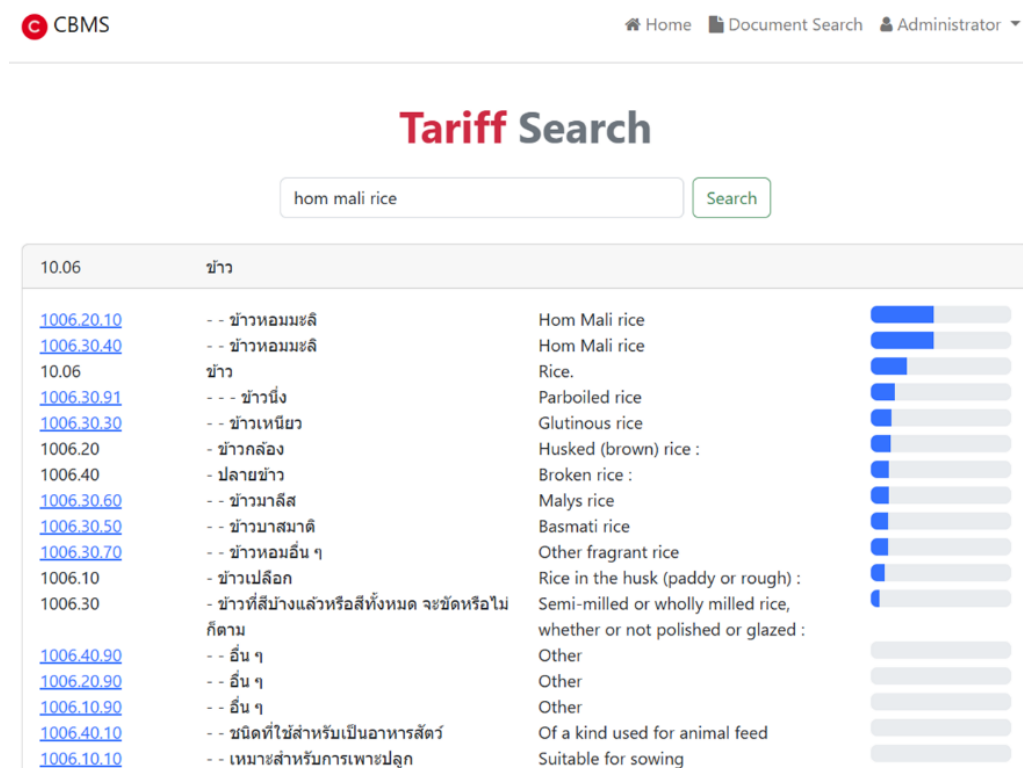 C CBMS Home Document Search Administrator
Tariff Search
hom mali rice Search
10.06 ข้าว
1006.20.10 - - ข้าวหอมมะลิ Hom Mali rice
1006.30.40 - - ข้าวหอมมะลิ Hom Mali rice
10.06 ข้าว Rice.
1006.30.91 - - - ข้าวนึ่ง Parboiled rice
1006.30.30 - - ข้าวเหนียว Glutinous rice
1006.20 - ข้าวกล้อง Husked (brown) rice :
1006.40 - ปลายข้าว Broken rice :
1006.30.60 - - ข้าวมาลีส Malys rice
1006.30.50 - - ข้าวบาสมาติ Basmati rice
1006.30.70 - - ข้าวหอมอื่น ๆ Other fragrant rice
1006.10 - ข้าวเปลือก Rice in the husk (paddy or rough) :
1006.30 - ข้าวที่สีบ้างแล้วหรือสีทั้งหมด จะขัดหรือไม่ Semi-milled or wholly milled rice,
ก็ตาม whether or not polished or glazed :
1006.40.90 - - อื่น ๆ Other
1006.20.90 - - อื่น ๆ Other
1006.10.90 - - อื่น ๆ Other
1006.40.10 - - ชนิดที่ใช้สำหรับเป็นอาหารสัตว์ Of a kind used for animal feed
1006.10.10 - - เหมาะสำหรับการเพาะปลูก Suitable for sowing